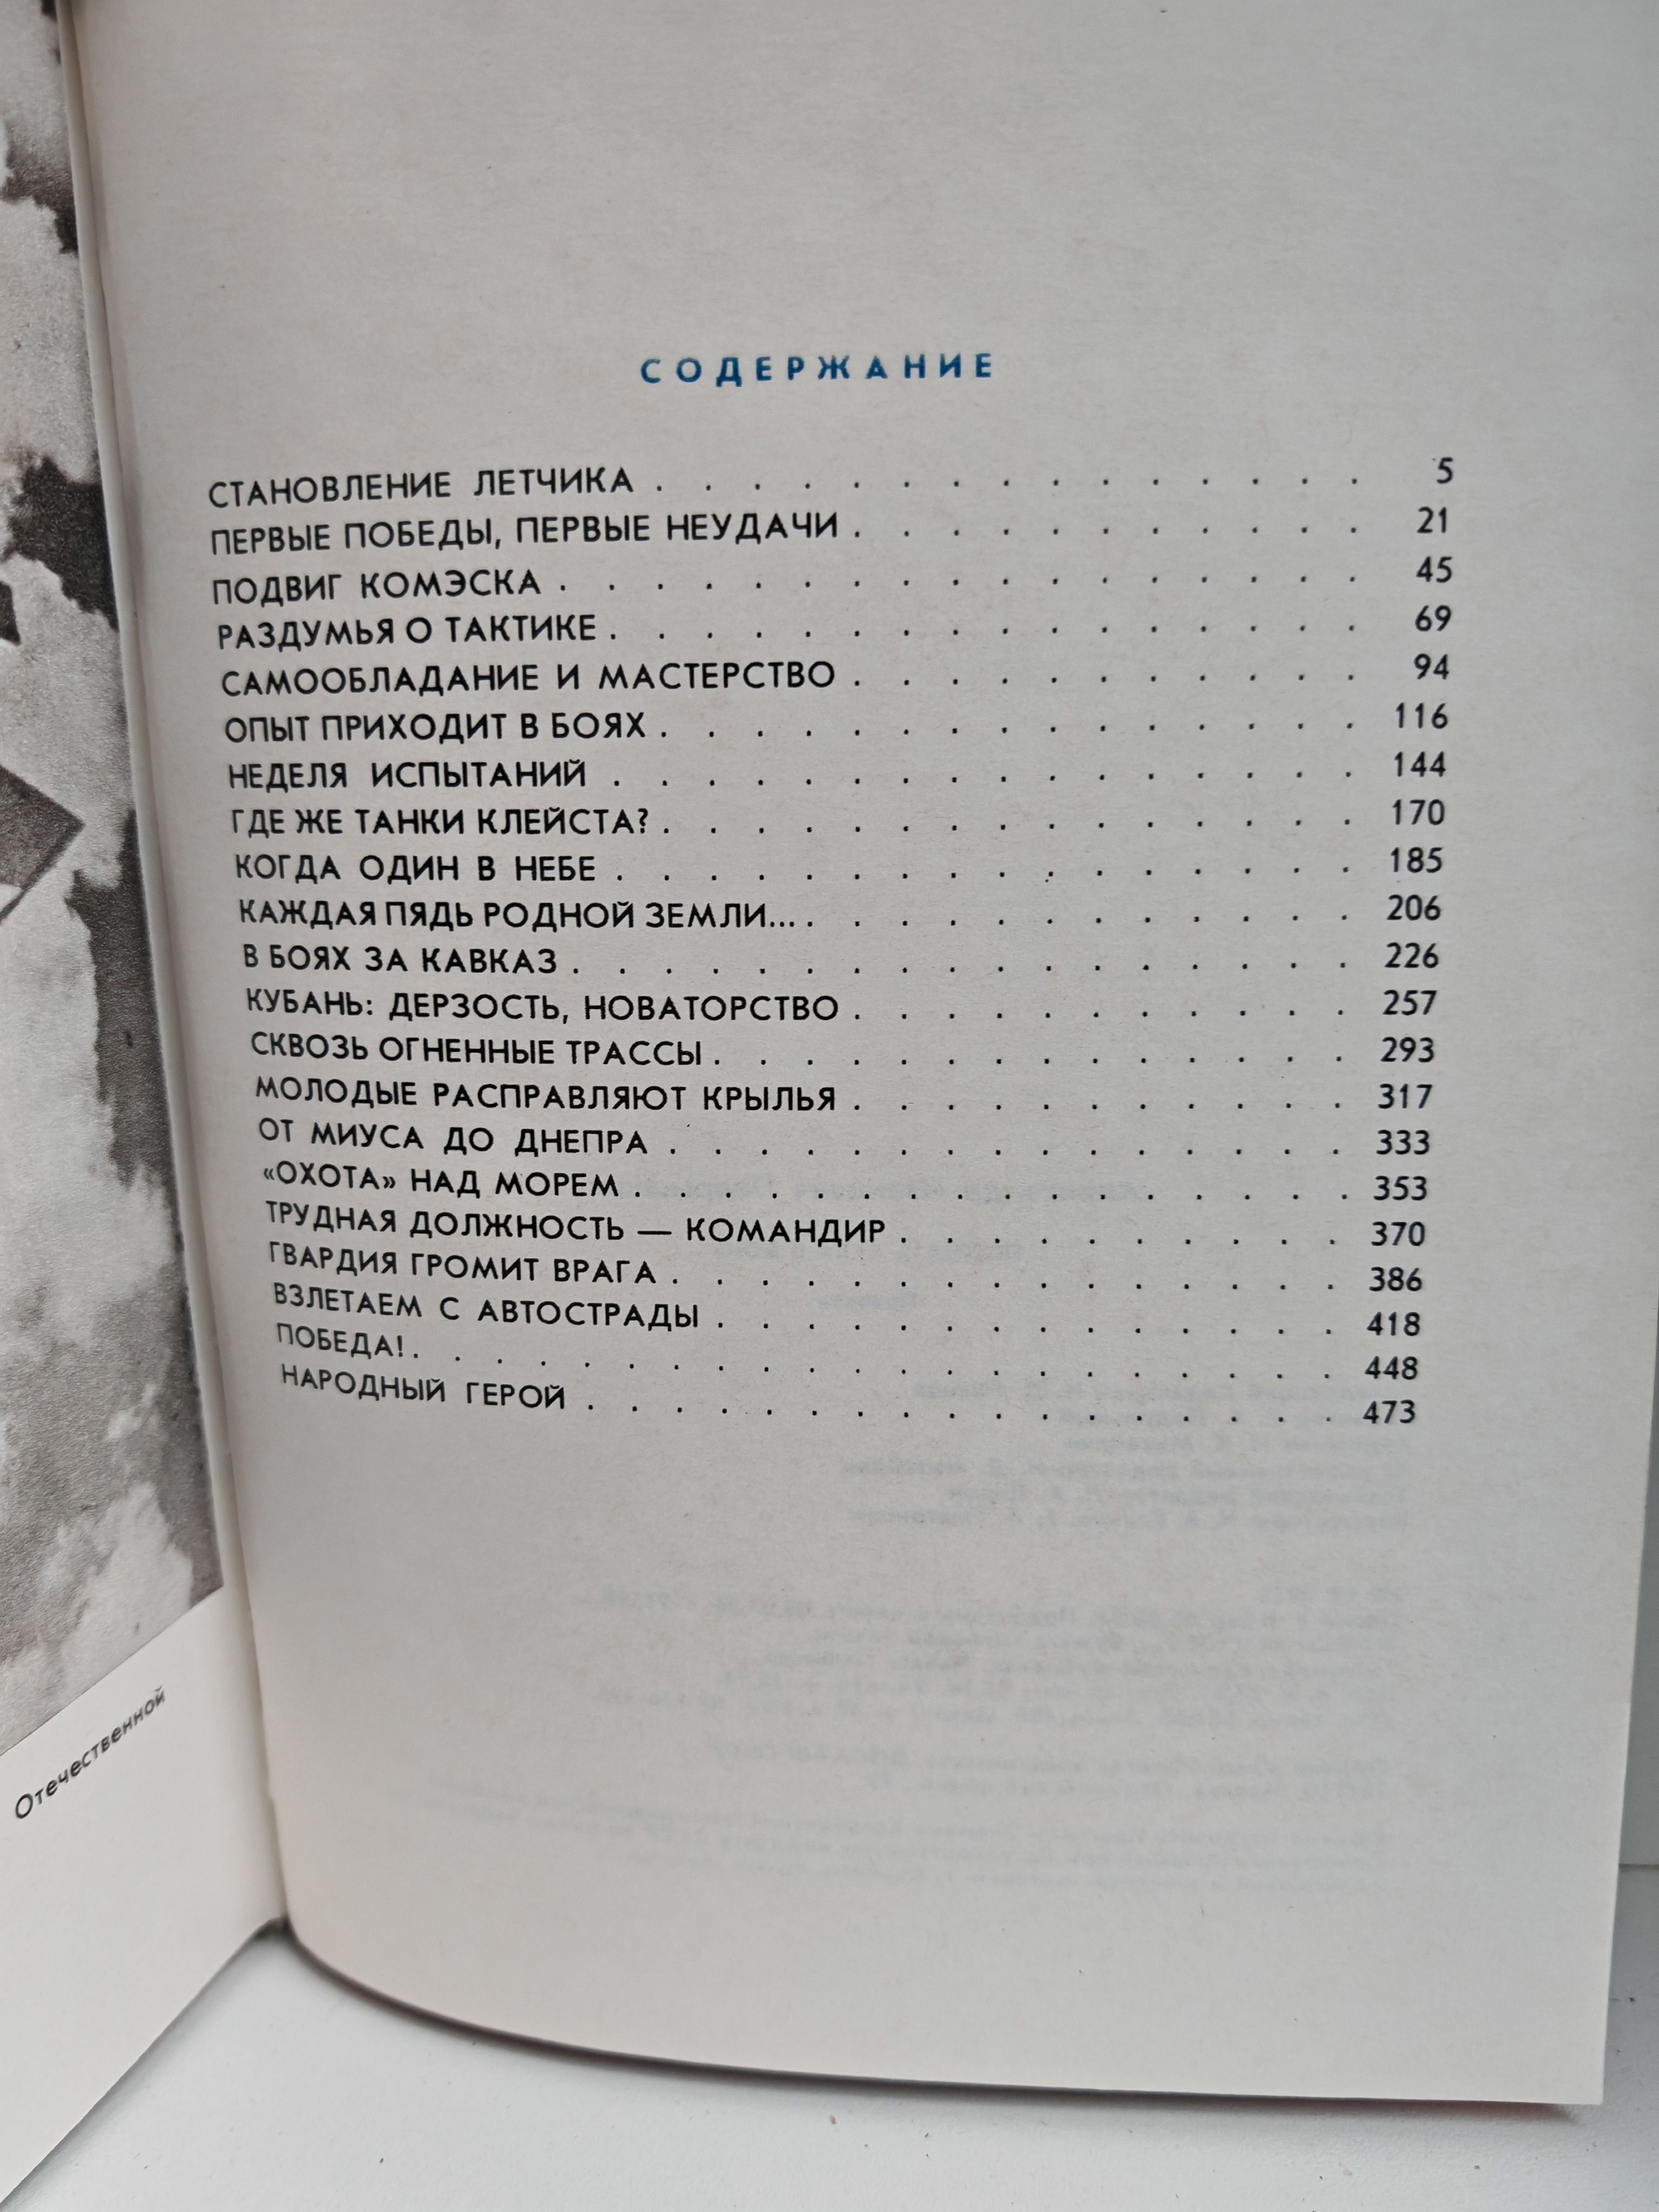 Отечественной
СОДЕРЖАНИЕ
СТАНОВЛЕНИЕ ЛЕТЧИКА . . . . . . . . . . . . . . . 5
ПЕРВЫЕ ПОБЕДЫ, ПЕРВЫЕ НЕУДАЧИ . . . . . . . . . . . 21
ПОДВИГ КОМЭСКА . . . . . . . . . . . . . . . . . 45
РАЗДУМЬЯ О ТАКТИКЕ . . . . . . . . . . . . . . . . 69
САМООБЛАДАНИЕ И МАСТЕРСТВО . . . . . . . . . . . 94
ОПЫТ ПРИХОДИТ В БОЯХ . . . . . . . . . . . . . . . 116
НЕДЕЛЯ ИСПЫТАНИЙ . . . . . . . . . . . . . . . . 144
ГДЕ ЖЕ ТАНКИ КЛЕЙСТА? . . . . . . . . . . . . . . . 170
КОГДА ОДИН В НЕБЕ . . . . . . . . . . . . . . . . 185
КАЖДАЯ ПЯДЬ РОДНОЙ ЗЕМЛИ... . . . . . . . . . . . . 206
В БОЯХ ЗА КАВКАЗ . . . . . . . . . . . . . . . . . 226
КУБАНЬ: ДЕРЗОСТЬ, НОВАТОРСТВО . . . . . . . . . . . 257
СКВОЗЬ ОГНЕННЫЕ ТРАССЫ . . . . . . . . . . . . . . 293
МОЛОДЫЕ РАСПРАВЛЯЮТ КРЫЛЬЯ . . . . . . . . . . . 317
ОТ МИУСА ДО ДНЕПРА . . . . . . . . . . . . . . . 333
«ОХОТА» НАД МОРЕМ . . . . . . . . . . . . . . . . 353
ТРУДНАЯ ДОЛЖНОСТЬ — КОМАНДИР . . . . . . . . . . 370
ГВАРДИЯ ГРОМИТ ВРАГА . . . . . . . . . . . . . . . 386
ВЗЛЕТАЕМ С АВТОСТРАДЫ . . . . . . . . . . . . . . 418
ПОБЕДА! . . . . . . . . . . . . . . . . . . . . . 448
НАРОДНЫЙ ГЕРОЙ . . . . . . . . . . . . . . . . . 473